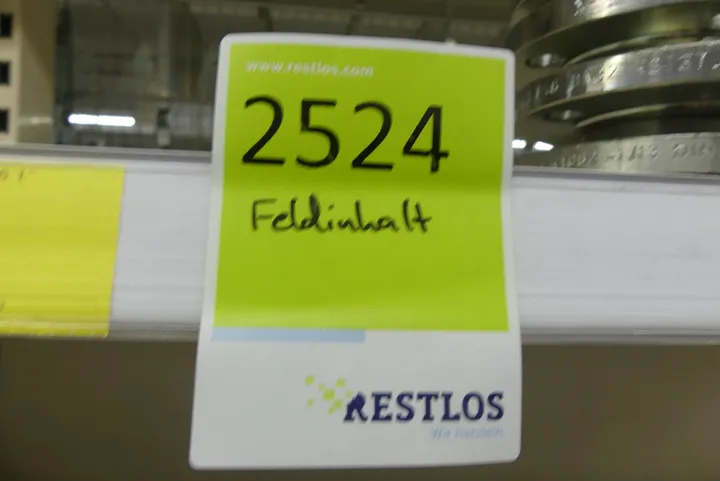 www.restlos.com
2524
Feldinhalt
RESTLOS
Wir handeln.